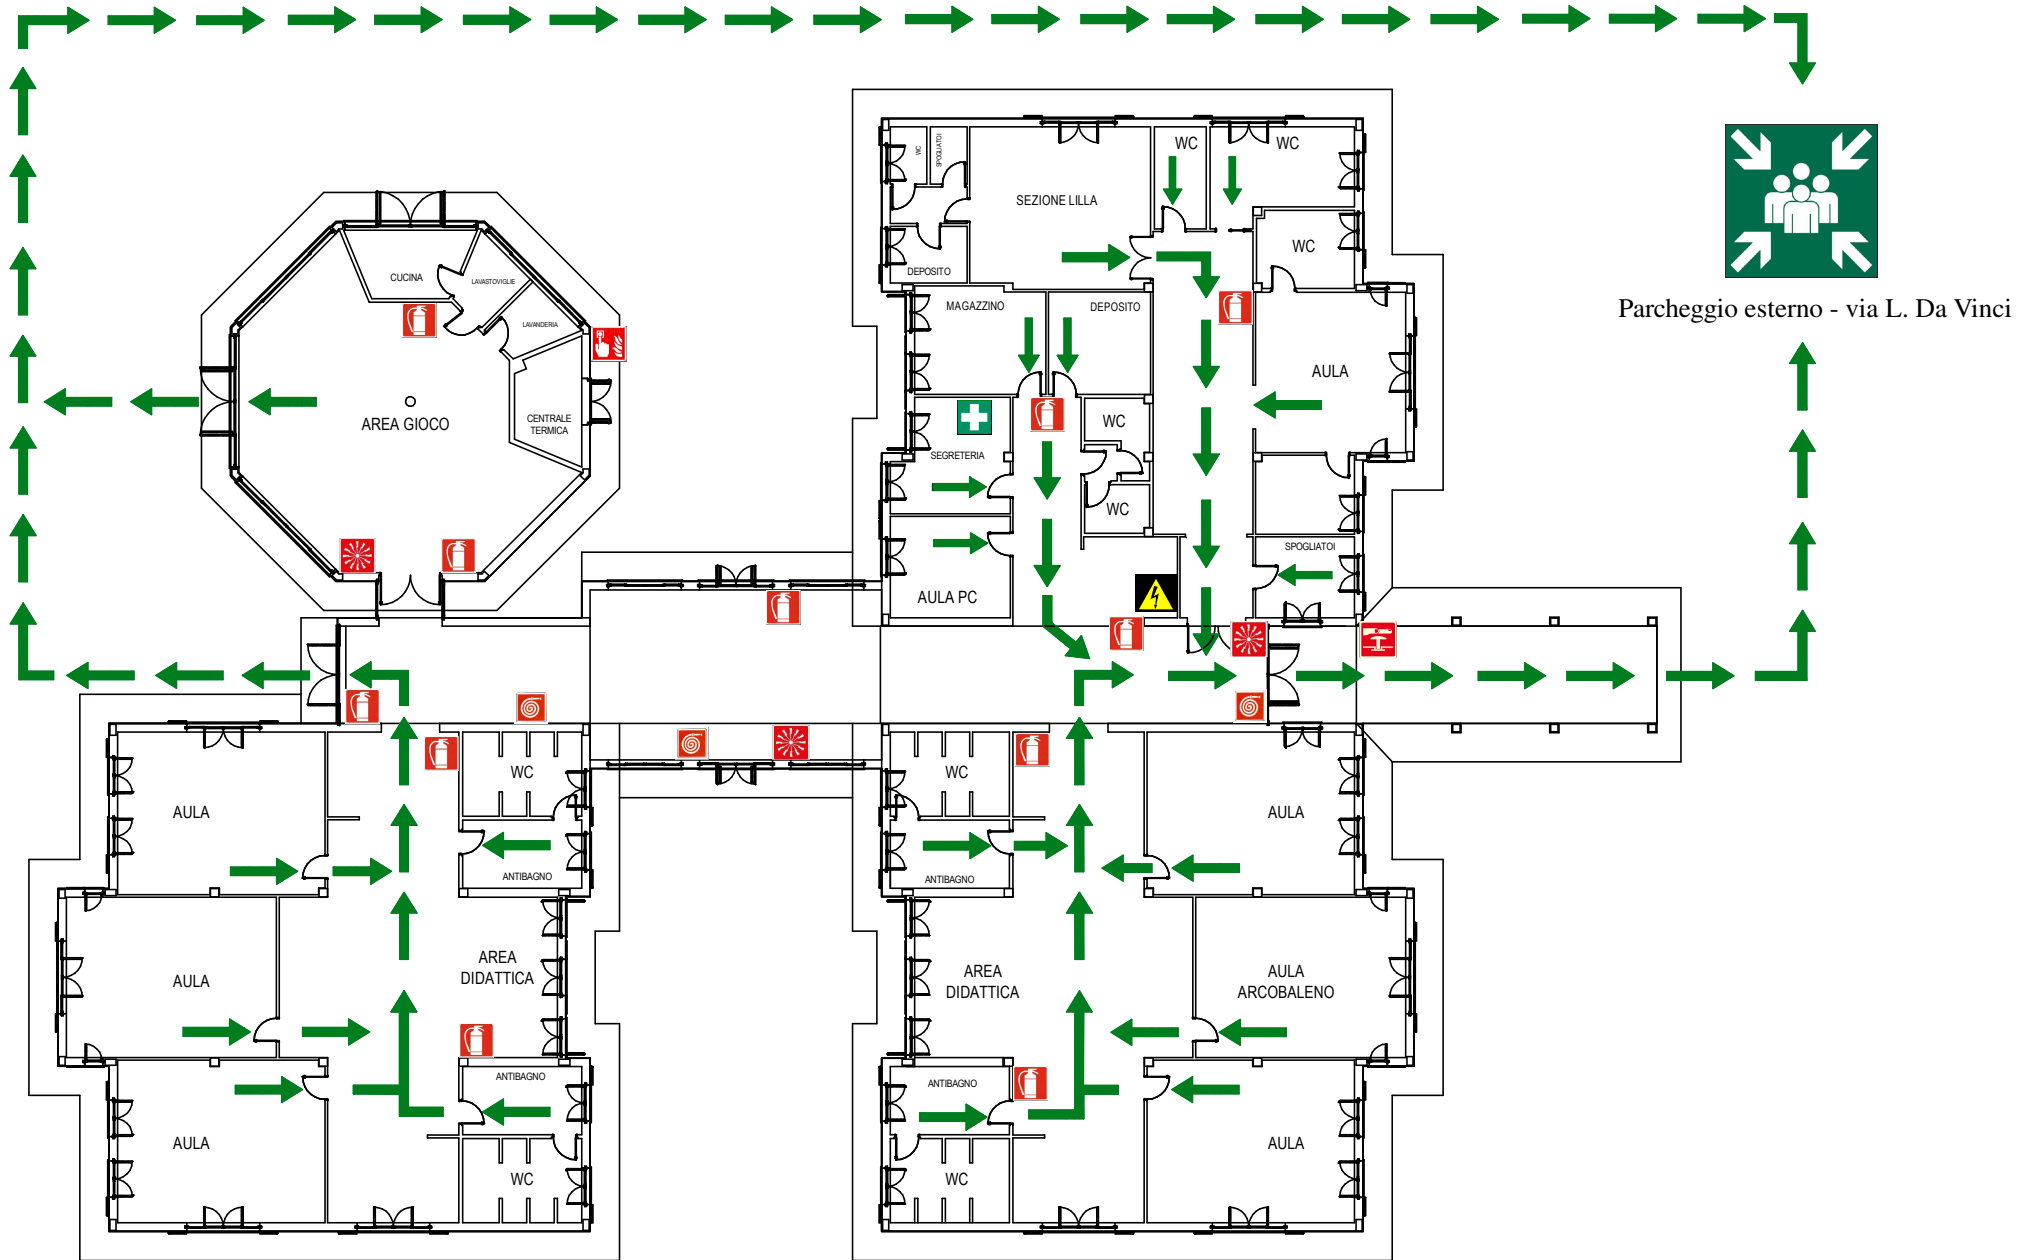 WC
SPOGLIATOI
WC
WC
SEZIONE LILLA
WC
DEPOSITO
CUCINA
LAVASTOVIGLIE
MAGAZZINO
DEPOSITO
Parcheggio esterno - via L. Da Vinci
LAVANDERIA
AULA
AREA GIOCO
CENTRALE
TERMICA
WC
SEGRETERIA
WC
SPOGLIATOI
AULA PC
WC
WC
AULA
AULA
ANTIBAGNO
ANTIBAGNO
AREA
DIDATTICA
AULA
AREA
DIDATTICA
AULA
ARCOBALENO
ANTIBAGNO
ANTIBAGNO
AULA
WC
WC
AULA